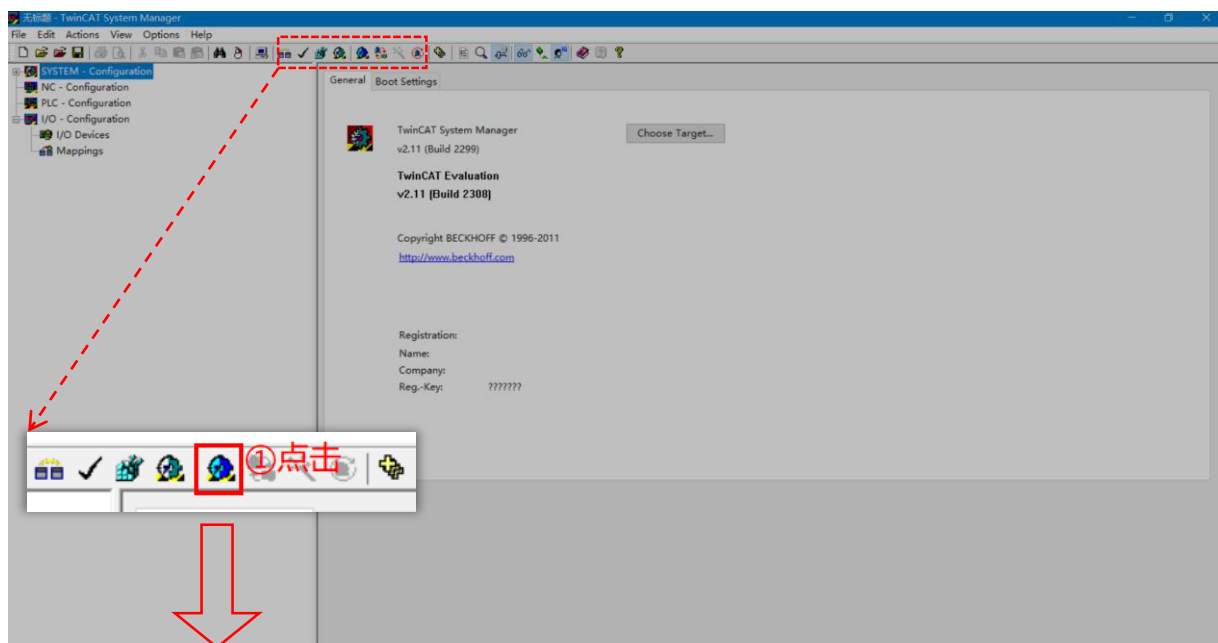 无标题 - TwinCAT System Manager
File Edit Actions View Options Help
SYSTEM - Configuration
NC - Configuration
PLC - Configuration
I/O - Configuration
I/O Devices
Mappings
General Boot Settings
TwinCAT System Manager
v2.11 (Build 2299)
Choose Target...
TwinCAT Evaluation
v2.11 (Build 2308)
Copyright BECKHOFF © 1996-2011
http://www.beckhoff.com
Registration:
Name:
Company:
Reg.-Key: ???????
①点击